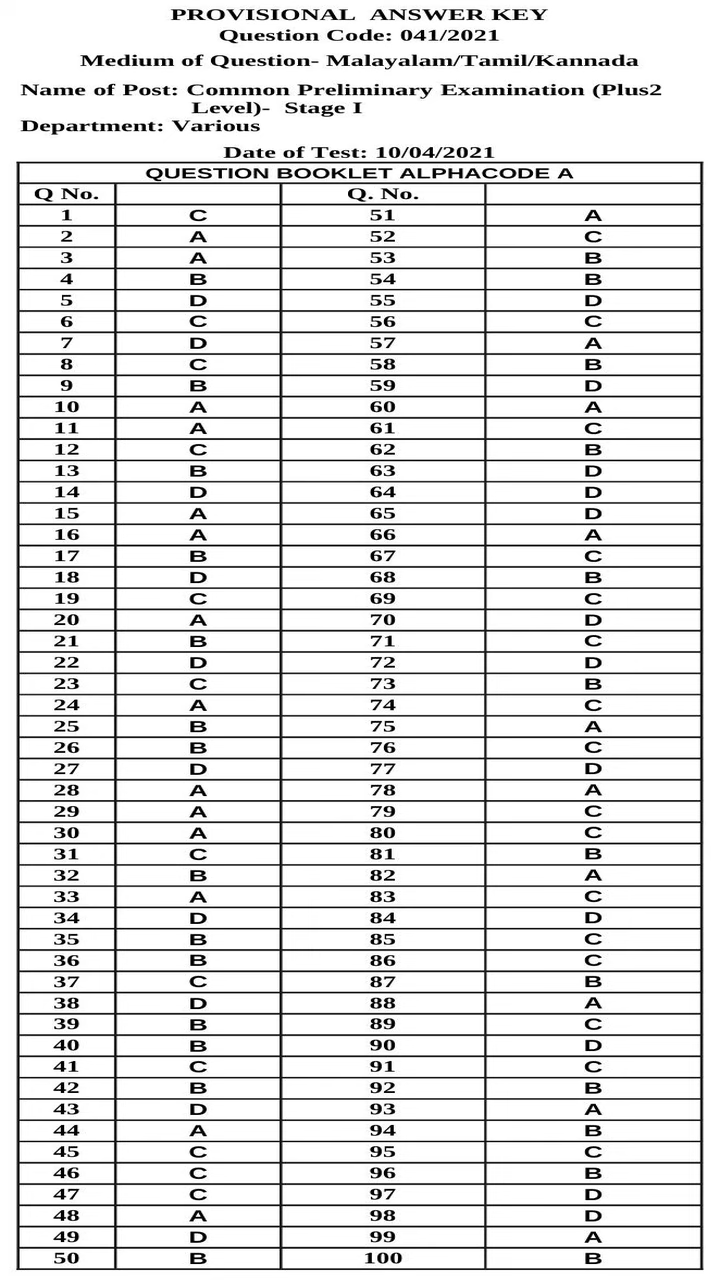 PROVISIONAL ANSWER KEY
Question Code: 041/2021
Medium of Question- Malayalam/Tamil/Kannada
Name of Post: Common Preliminary Examination (Plus2
Level)- Stage I
Department: Various
Date of Test: 10/04/2021
QUESTION BOOKLET ALPHACODE A
Q No. Q. No.
1 C 51 A
2 A 52 C
3 A 53 B
4 B 54 B
5 D 55 D
6 C 56 C
7 D 57 A
8 C 58 B
9 B 59 D
10 A 60 A
11 A 61 C
12 C 62 B
13 B 63 D
14 D 64 D
15 A 65 D
16 A 66 A
17 B 67 C
18 D 68 B
19 C 69 C
20 A 70 D
21 B 71 C
22 D 72 D
23 C 73 B
24 A 74 C
25 B 75 A
26 B 76 C
27 D 77 D
28 A 78 A
29 A 79 C
30 A 80 C
31 C 81 B
32 B 82 A
33 A 83 C
34 D 84 D
35 B 85 C
36 B 86 C
37 C 87 B
38 D 88 A
39 B 89 C
40 B 90 D
41 C 91 C
42 B 92 B
43 D 93 A
44 A 94 B
45 C 95 C
46 C 96 B
47 C 97 D
48 A 98 D
49 D 99 A
50 B 100 B